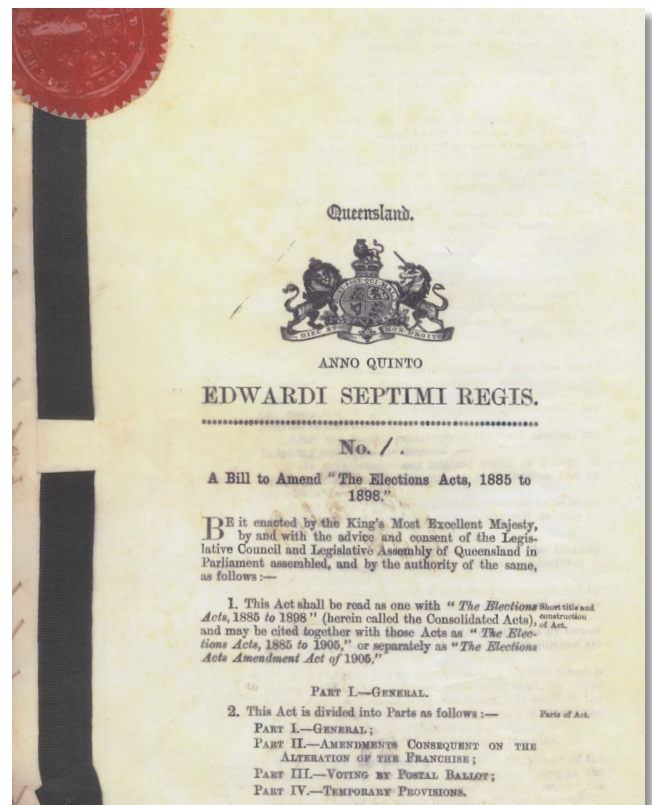 Queensland.
DIEU ET MON DROIT
ANNO QUINTO
EDWARDI SEPTIMI REGIS.
No. 1.
A Bill to Amend "The Elections Acts, 1885 to
1898."
BE it enacted by the King's Most Excellent Majesty,
by and with the advice and consent of the Legis-
lative Council and Legislative Assembly of Queensland in
Parliament assembled, and by the authority of the same,
as follows :—
1. This Act shall be read as one with "The Elections
Acts, 1885 to 1898" (herein called the Consolidated Acts),
and may be cited together with those Acts as "The Elec-
tions Acts, 1885 to 1905," or separately as "The Elections
Acts Amendment Act of 1905."
Short title and
construction
of Act.
PART I.—GENERAL.
2. This Act is divided into Parts as follows :—
Parts of Act.
PART I.—GENERAL;
PART II.—AMENDMENTS CONSEQUENT ON THE
ALTERATION OF THE FRANCHISE;
PART III.—VOTING BY POSTAL BALLOT;
PART IV.—TEMPORARY PROVISIONS.